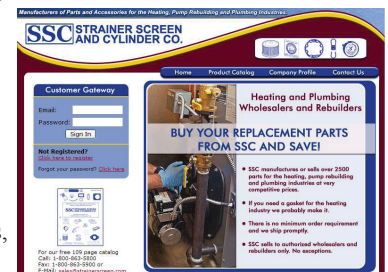 Manufacturers of Parts and Accessories for the Heating, Pump Rebuilding and Plumbing Industries
SSC STRAINER SCREEN
AND CYLINDER CO.
Home Product Catalog Company Profile Contact Us
Customer Gateway
Email:
Password:
Sign In
Not Registered?
Click here to register
Forgot your password? Click here
For our free 109 page catalog
Call: 1-800-863-5800
Fax: 1-800-863-5900 or
E-Mail: sales@strainerscreen.com
Heating and Plumbing
Wholesalers and Rebuilders
BUY YOUR REPLACEMENT PARTS
FROM SSC AND SAVE!
SSC manufactures or sells over 2500
parts for the heating, pump rebuilding
and plumbing industries at very
competitive prices.
If you need a gasket for the heating
industry we probably make it.
There is no minimum order requirement
and we ship promptly.
SSC sells to authorized wholesalers and
rebuilders only. No exceptions.